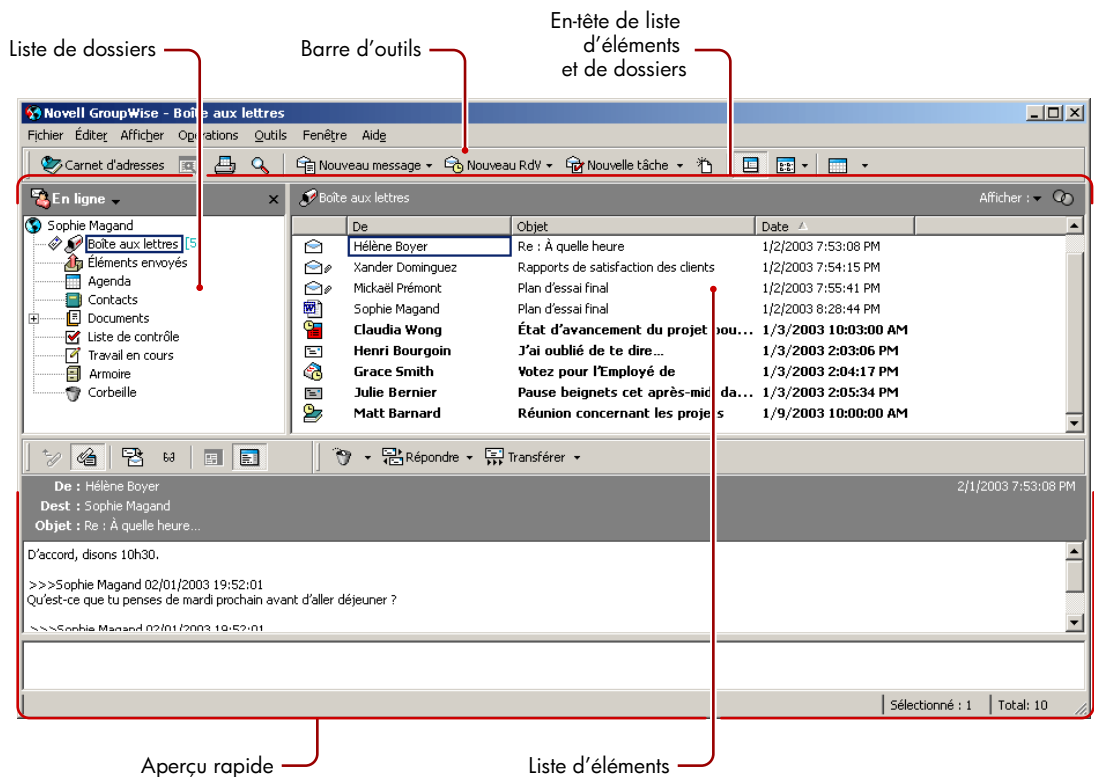 En-tête de liste
d'éléments
et de dossiers
Liste de dossiers
Barre d'outils
Novell GroupWise - Boîte aux lettres
Fichier Éditer Afficher Opérations Outils Fenêtre Aide
Carnet d'adresses Nouveau message Nouveau RdV Nouvelle tâche
En ligne
Boîte aux lettres Afficher :
Sophie Magand
Boîte aux lettres [5
Éléments envoyés
Agenda
Contacts
Documents
Liste de contrôle
Travail en cours
Armoire
Corbeille
De Objet Date
Hélène Boyer Re : À quelle heure 1/2/2003 7:53:08 PM
Xander Dominguez Rapports de satisfaction des clients 1/2/2003 7:54:15 PM
Mickaël Prémont Plan d'essai final 1/2/2003 7:55:41 PM
Sophie Magand Plan d'essai final 1/2/2003 8:28:44 PM
Claudia Wong État d'avancement du projet pou... 1/3/2003 10:03:00 AM
Henri Bourgoin J'ai oublié de te dire... 1/3/2003 2:03:06 PM
Grace Smith Votez pour l'Employé de 1/3/2003 2:04:17 PM
Julie Bernier Pause beignets cet après-midi da... 1/3/2003 2:05:34 PM
Matt Barnard Réunion concernant les projets 1/9/2003 10:00:00 AM
Répondre Transférer
De : Hélène Boyer 2/1/2003 7:53:08 PM
Dest : Sophie Magand
Objet : Re : À quelle heure...
D'accord, disons 10h30.
>>>Sophie Magand 02/01/2003 19:52:01
Qu'est-ce que tu penses de mardi prochain avant d'aller déjeuner ?
>>>Sophie Magand 02/01/2003 19:52:01
Sélectionné : 1 Total: 10
Aperçu rapide
Liste d'éléments